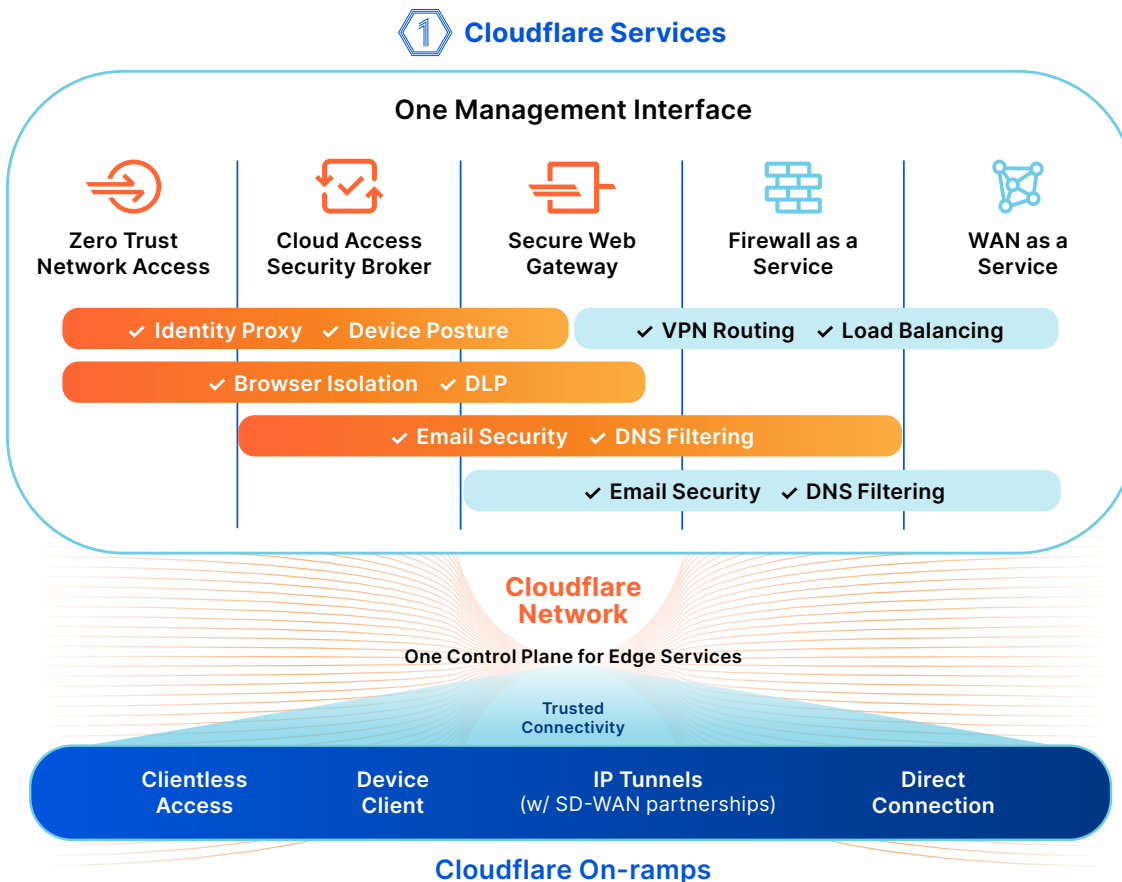 1 Cloudflare Services
One Management Interface
Zero Trust
Network Access
Cloud Access
Security Broker
Secure Web
Gateway
Firewall as a
Service
WAN as a
Service
✓ Identity Proxy ✓ Device Posture
✓ VPN Routing ✓ Load Balancing
✓ Browser Isolation ✓ DLP
✓ Email Security ✓ DNS Filtering
✓ Email Security ✓ DNS Filtering
Cloudflare
Network
One Control Plane for Edge Services
Trusted
Connectivity
Clientless
Access
Device
Client
IP Tunnels
(w/ SD-WAN partnerships)
Direct
Connection
Cloudflare On-ramps